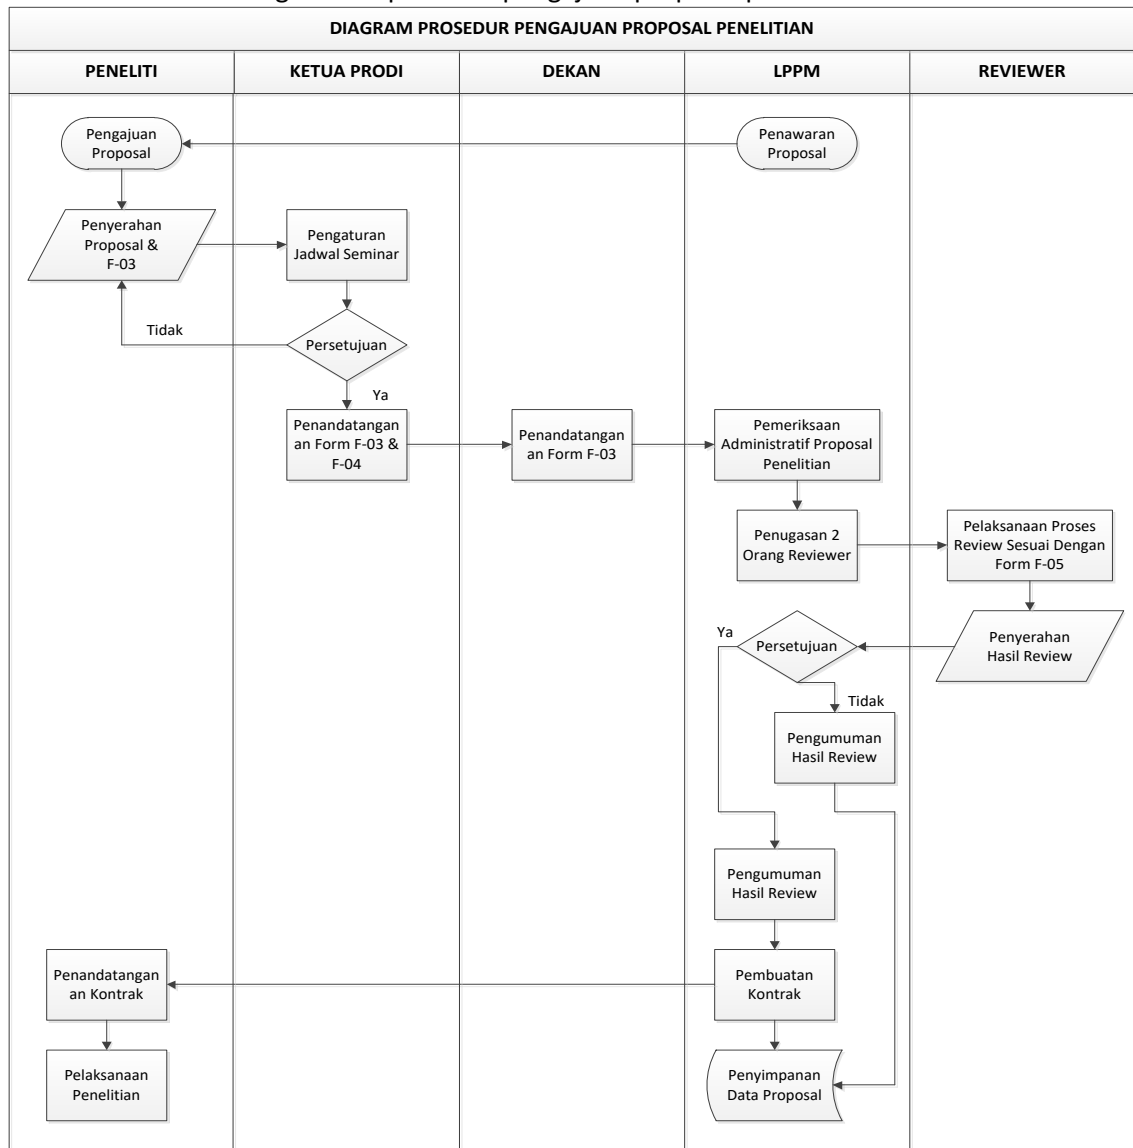 DIAGRAM PROSEDUR PENGAJUAN PROPOSAL PENELITIAN
PENELITI
KETUA PRODI
DEKAN
LPPM
REVIEWER
Pengajuan
Proposal
Penawaran
Proposal
Penyerahan
Proposal &
F-03
Pengaturan
Jadwal Seminar
Tidak
Persetujuan
Ya
Penandatangan
an Form F-03 &
F-04
Penandatangan
an Form F-03
Pemeriksaan
Administratif Proposal
Penelitian
Penugasan 2
Orang Reviewer
Pelaksanaan Proses
Review Sesuai Dengan
Form F-05
Ya
Persetujuan
Penyerahan
Hasil Review
Tidak
Pengumuman
Hasil Review
Pengumuman
Hasil Review
Penandatangan
an Kontrak
Pembuatan
Kontrak
Pelaksanaan
Penelitian
Penyimpanan
Data Proposal